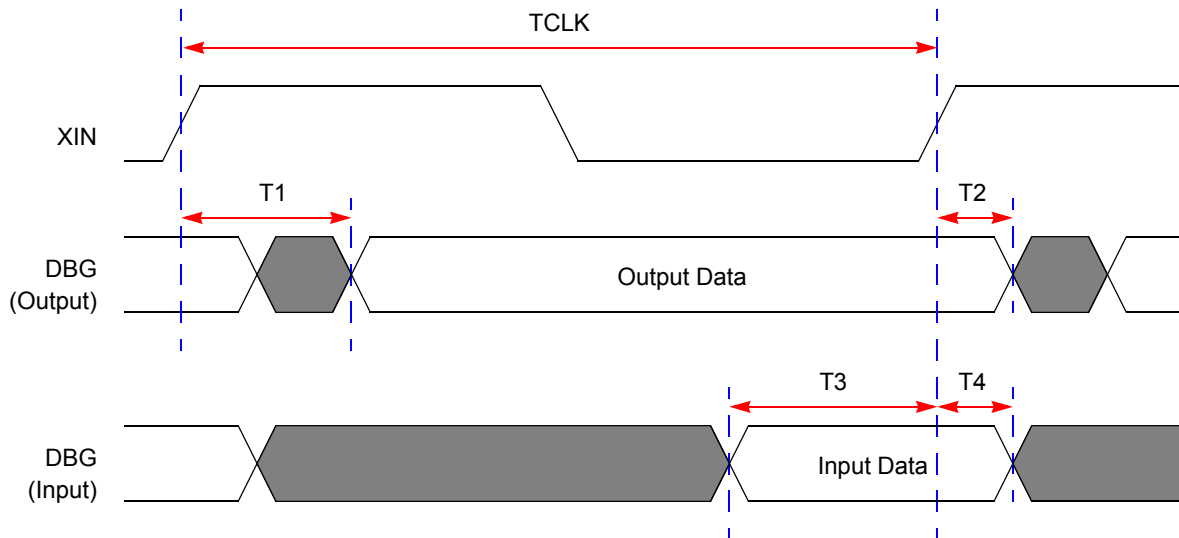 TCLK
XIN
T1
T2
DBG
(Output)
Output Data
T3
T4
DBG
(Input)
Input Data